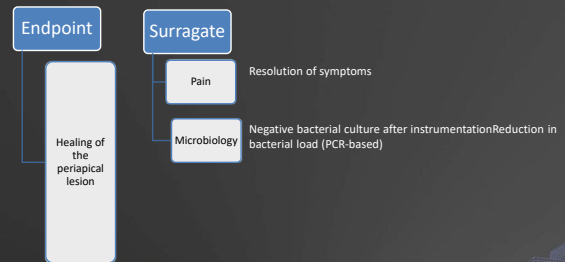 Endpoint
Surragate
Pain
Resolution of symptoms
Healing of
the
periapical
lesion
Microbiology
Negative bacterial culture after instrumentationReduction in
bacterial load (PCR-based)